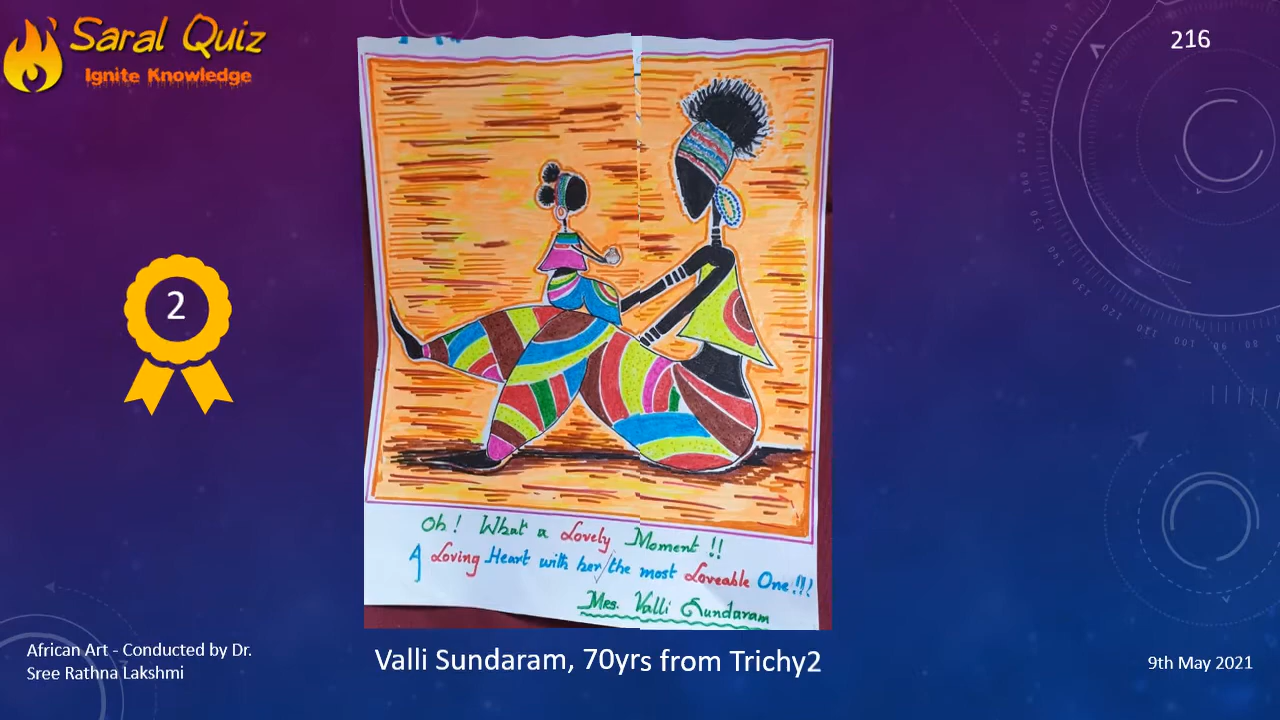 Saral Quiz
Ignite Knowledge
216
2
Oh! What a Lovely Moment!!
A Loving Heart with her/the most Loveable One!!!
Mrs. Valli Sundaram
African Art - Conducted by Dr.
Sree Rathna Lakshmi
Valli Sundaram, 70yrs from Trichy2
9th May 2021